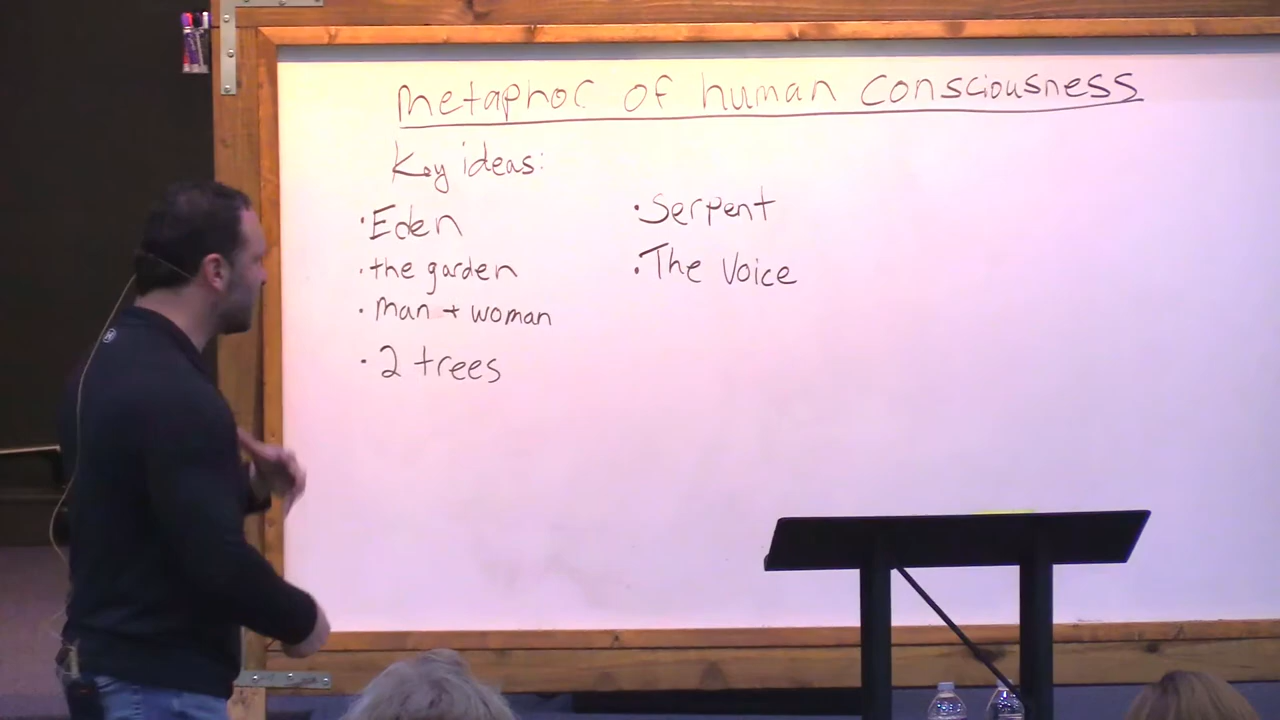 metaphor of human consciousness
Key ideas:
• Eden
• the garden
• man + woman
• 2 trees
• Serpent
• The Voice